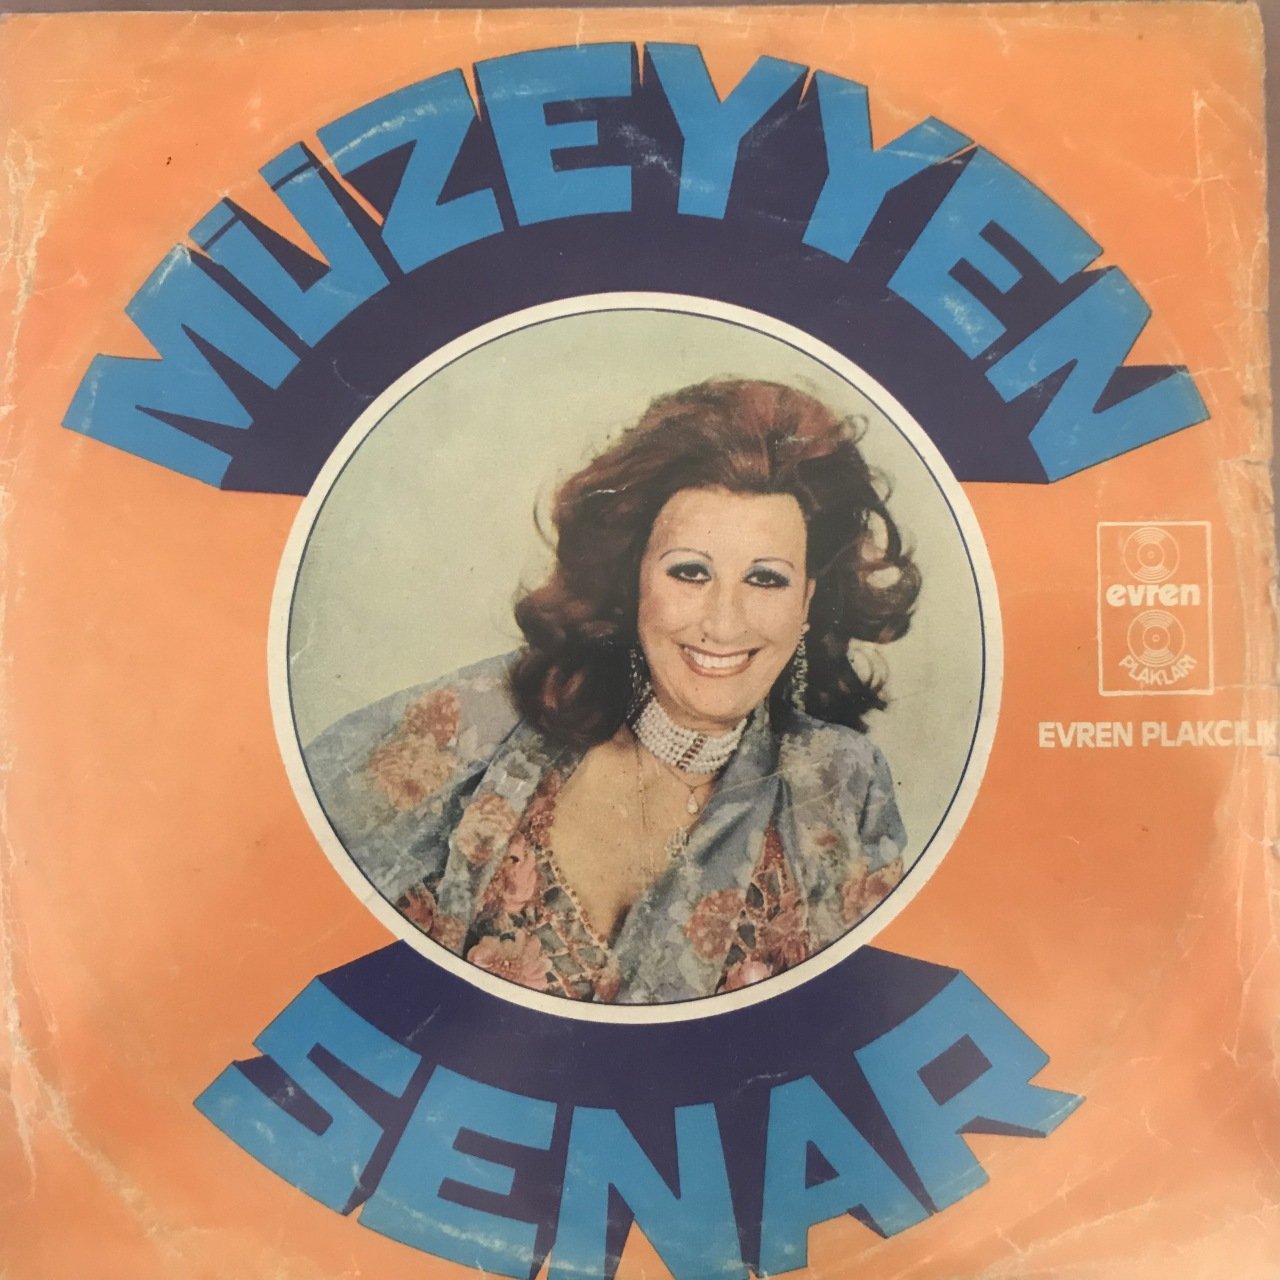 MÜZEYYEN
evren
PLAKLARI
EVREN PLAKCILIK
SENAR